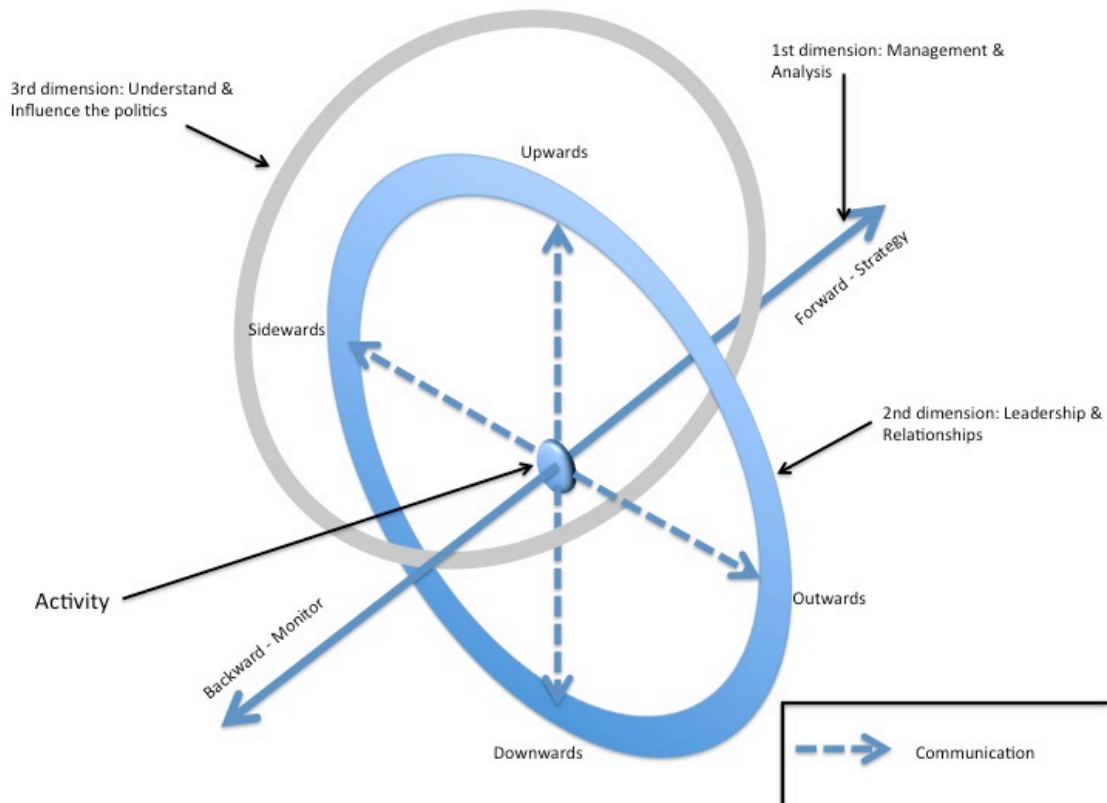 1st dimension: Management &
Analysis
3rd dimension: Understand &
Influence the politics
Upwards
Forward - Strategy
Sidewards
2nd dimension: Leadership &
Relationships
Activity
Outwards
Backward - Monitor
Downwards
Communication